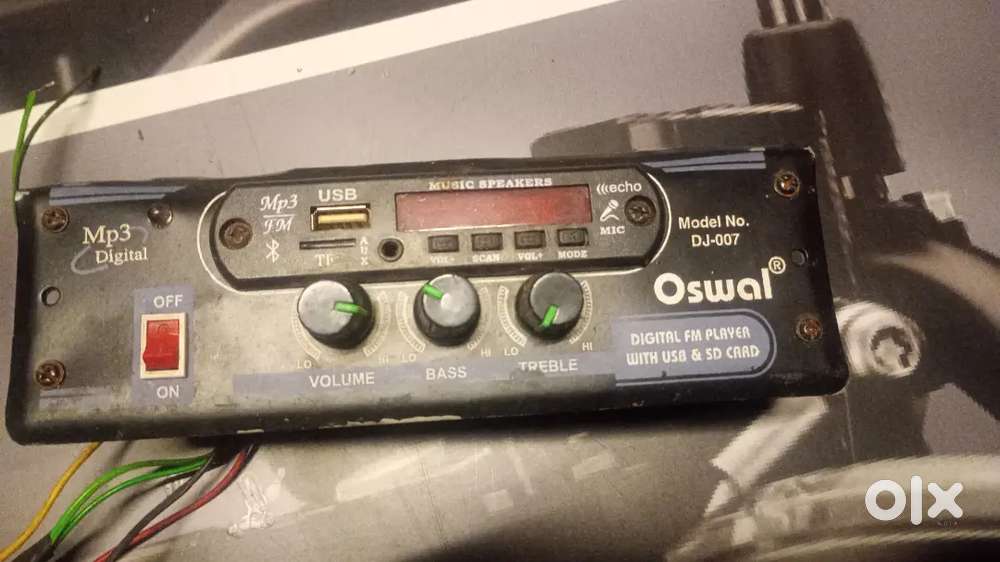 MUSIC SPEAKERS
Mp3
FM
USB
(((echo
MIC
TF
AUX
VOL-
SCAN
VOL+
MODE
Mp3
Digital
Model No.
DJ-007
Oswal®
DIGITAL FM PLAYER
WITH USB & SD CARD
OFF
ON
LO
HI
VOLUME
LO
HI
BASS
LO
HI
TREBLE
olx